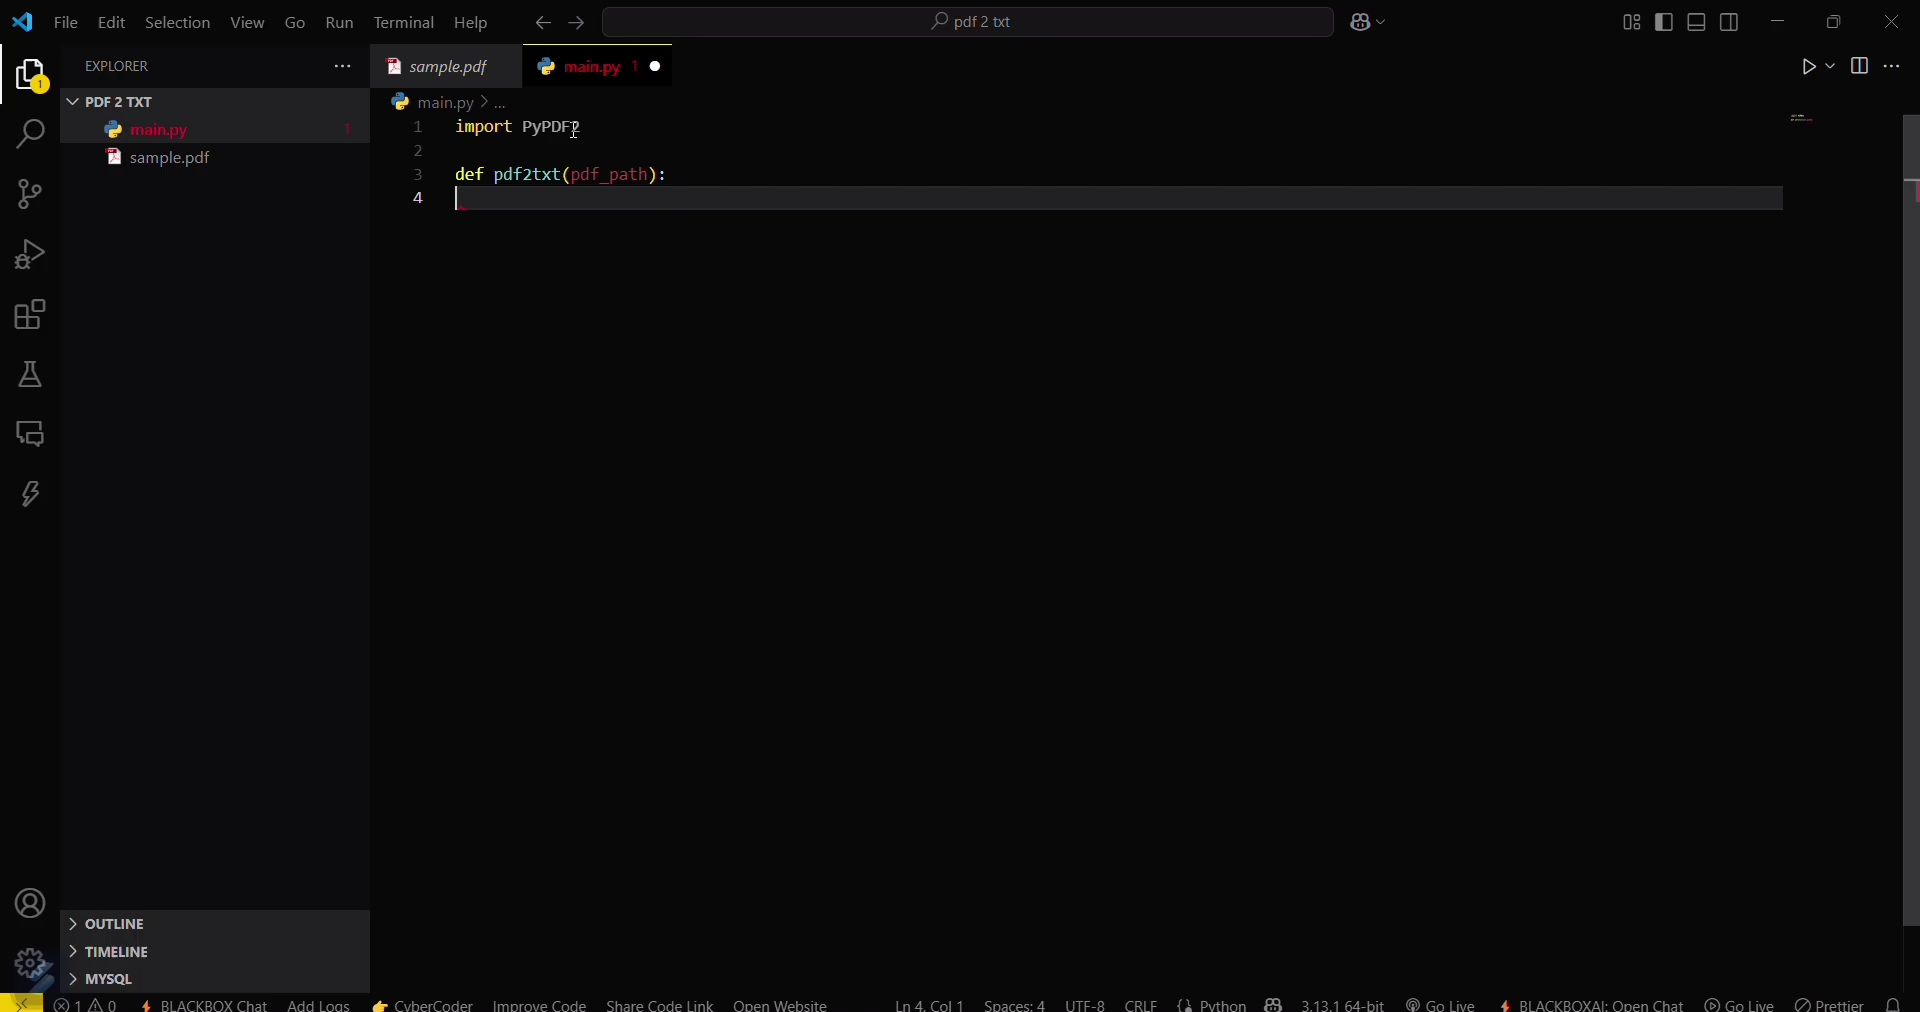 File Edit Selection View Go Run Terminal Help
pdf 2 txt
EXPLORER
sample.pdf
main.py 1
PDF 2 TXT
main.py 1
sample.pdf
main.py > ...
1 import PyPDF2
2
3 def pdf2txt(pdf_path):
4
1
OUTLINE
TIMELINE
MYSQL
1 0 BLACKBOX Chat Add Logs CyberCoder Improve Code Share Code Link Open Website Ln 4, Col 1 Spaces: 4 UTF-8 CRLF Python 3.13.1 64-bit Go Live BLACKBOXAI: Open Chat Go Live Prettier